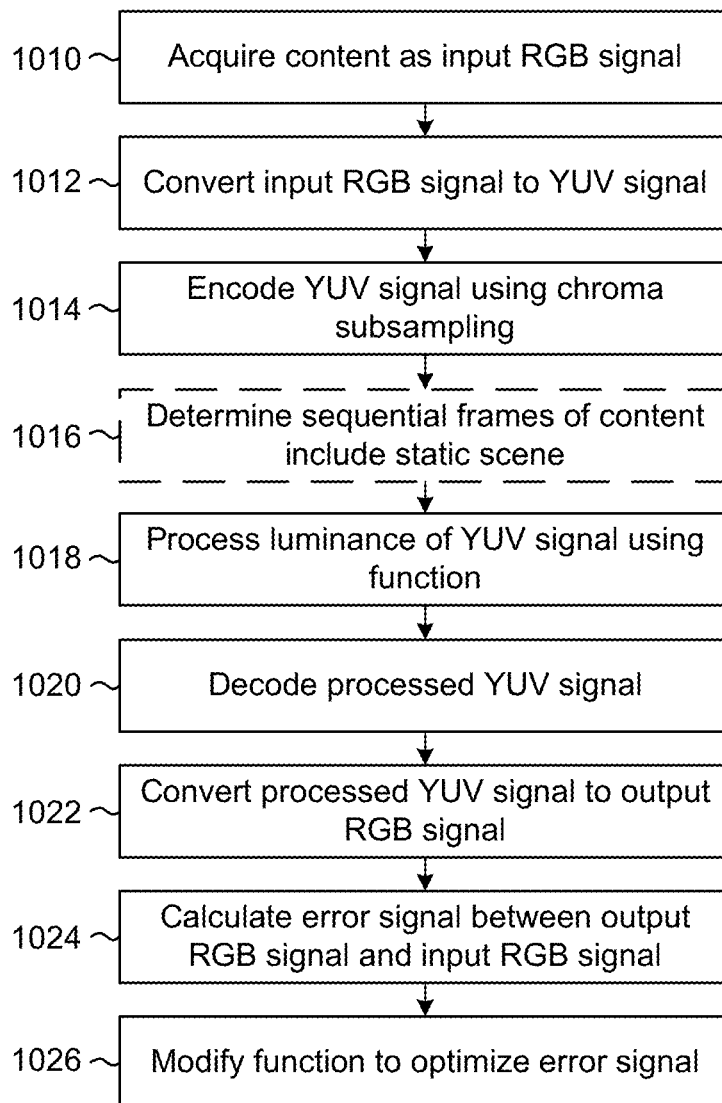 1010 Acquire content as input RGB signal
1012 Convert input RGB signal to YUV signal
1014 Encode YUV signal using chroma
subsampling
1016 Determine sequential frames of content
include static scene
1018 Process luminance of YUV signal using
function
1020 Decode processed YUV signal
1022 Convert processed YUV signal to output
RGB signal
1024 Calculate error signal between output
RGB signal and input RGB signal
1026 Modify function to optimize error signal